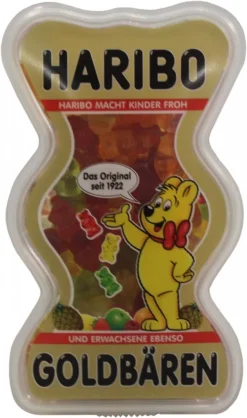 HARIBO
HARIBO MACHT KINDER FROH
Das Original
seit 1922
UND ERWACHSENE EBENSO
GOLDBÄREN